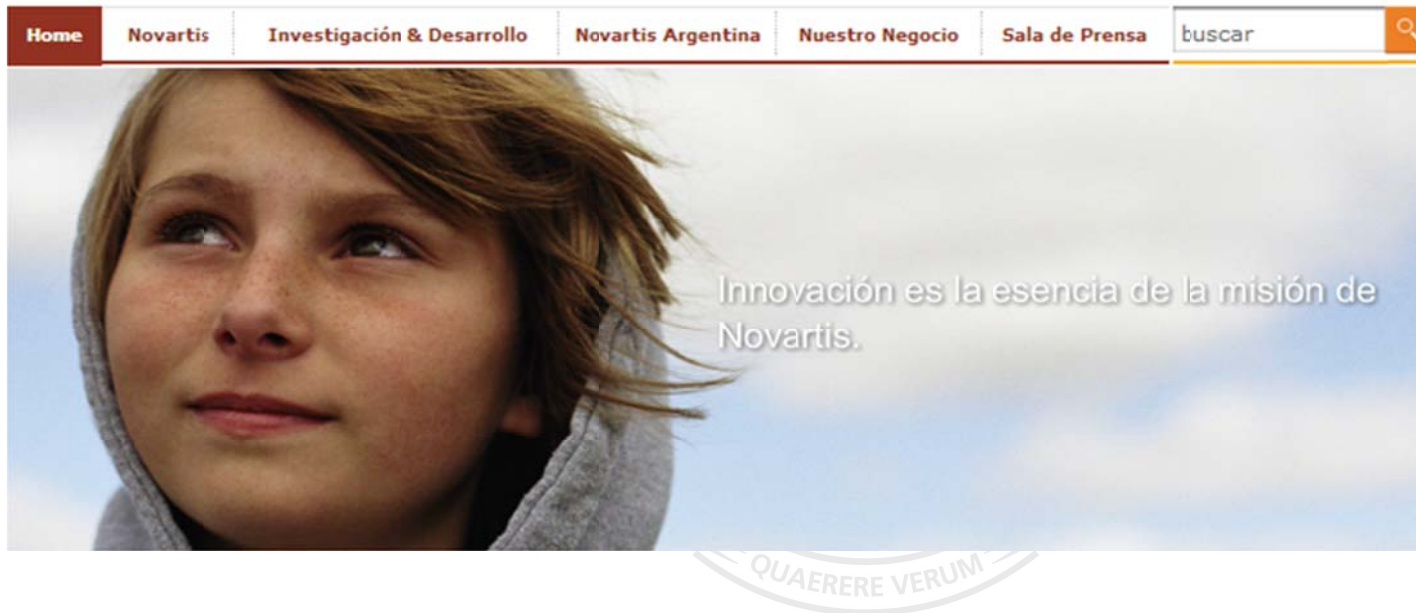 Home Novartis Investigación & Desarrollo Novartis Argentina Nuestro Negocio Sala de Prensa buscar
Innovación es la esencia de la misión de
Novartis.
QUAERERE VERUM